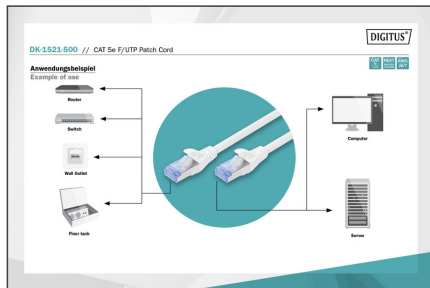 DIGITUS®
DK-1521-500 // CAT 5e F/UTP Patch Cord
Anwendungsbeispiel
Example of use
Router
Switch
Wall Outlet
Floor tank
Computer
Server